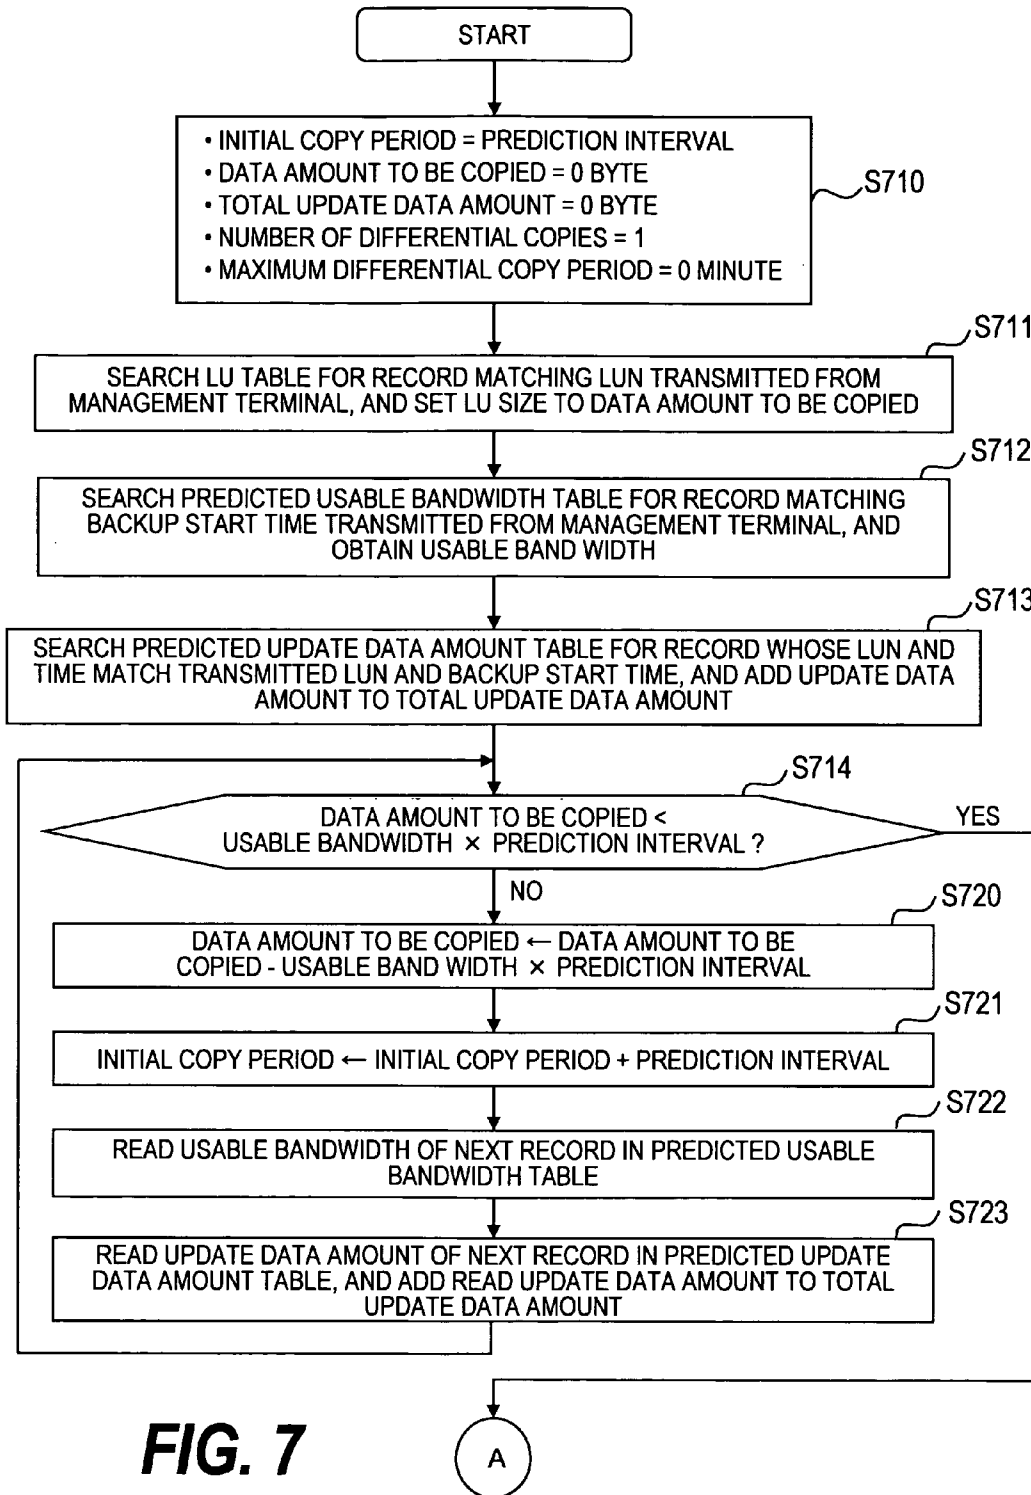 START
• INITIAL COPY PERIOD = PREDICTION INTERVAL
• DATA AMOUNT TO BE COPIED = 0 BYTE
• TOTAL UPDATE DATA AMOUNT = 0 BYTE
• NUMBER OF DIFFERENTIAL COPIES = 1
• MAXIMUM DIFFERENTIAL COPY PERIOD = 0 MINUTE
S710
S711
SEARCH LU TABLE FOR RECORD MATCHING LUN TRANSMITTED FROM
MANAGEMENT TERMINAL, AND SET LU SIZE TO DATA AMOUNT TO BE COPIED
S712
SEARCH PREDICTED USABLE BANDWIDTH TABLE FOR RECORD MATCHING
BACKUP START TIME TRANSMITTED FROM MANAGEMENT TERMINAL, AND
OBTAIN USABLE BAND WIDTH
S713
SEARCH PREDICTED UPDATE DATA AMOUNT TABLE FOR RECORD WHOSE LUN AND
TIME MATCH TRANSMITTED LUN AND BACKUP START TIME, AND ADD UPDATE DATA
AMOUNT TO TOTAL UPDATE DATA AMOUNT
S714
DATA AMOUNT TO BE COPIED <
USABLE BANDWIDTH × PREDICTION INTERVAL ?
YES
NO
S720
DATA AMOUNT TO BE COPIED ← DATA AMOUNT TO BE
COPIED - USABLE BAND WIDTH × PREDICTION INTERVAL
S721
INITIAL COPY PERIOD ← INITIAL COPY PERIOD + PREDICTION INTERVAL
S722
READ USABLE BANDWIDTH OF NEXT RECORD IN PREDICTED USABLE
BANDWIDTH TABLE
S723
READ UPDATE DATA AMOUNT OF NEXT RECORD IN PREDICTED UPDATE
DATA AMOUNT TABLE, AND ADD READ UPDATE DATA AMOUNT TO TOTAL
UPDATE DATA AMOUNT
FIG. 7
A